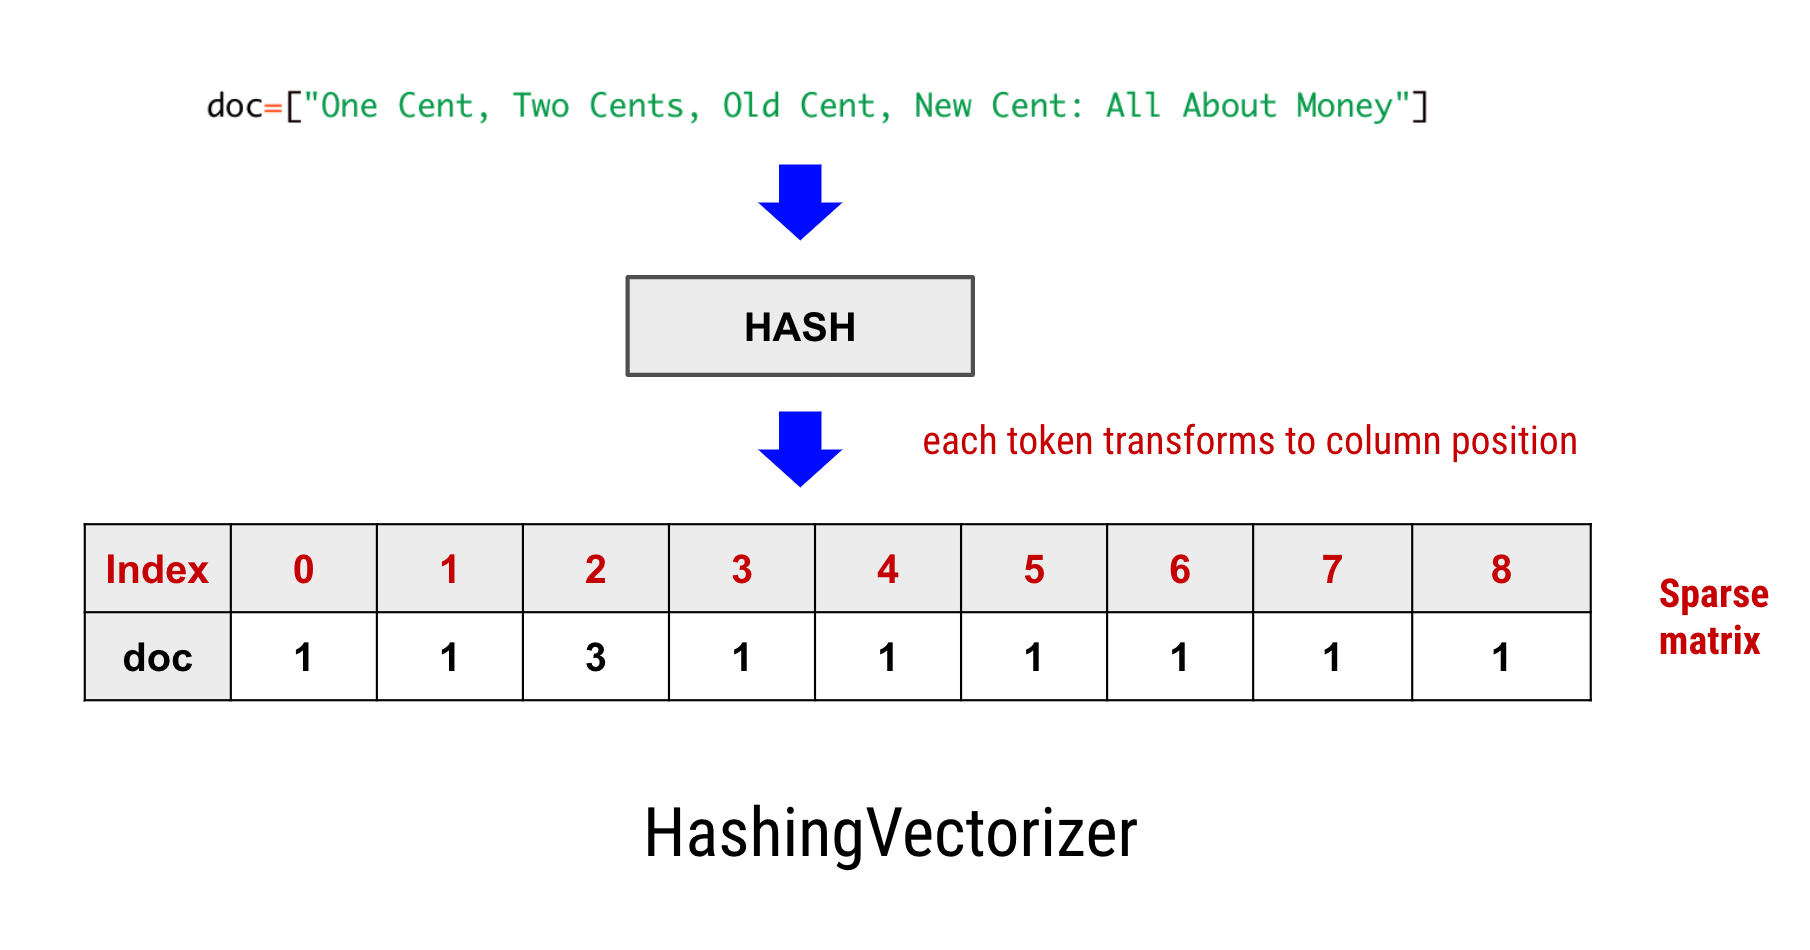 doc=["One Cent, Two Cents, Old Cent, New Cent: All About Money"]
HASH
each token transforms to column position
Index 0 1 2 3 4 5 6 7 8
doc 1 1 3 1 1 1 1 1 1
Sparse
matrix
HashingVectorizer